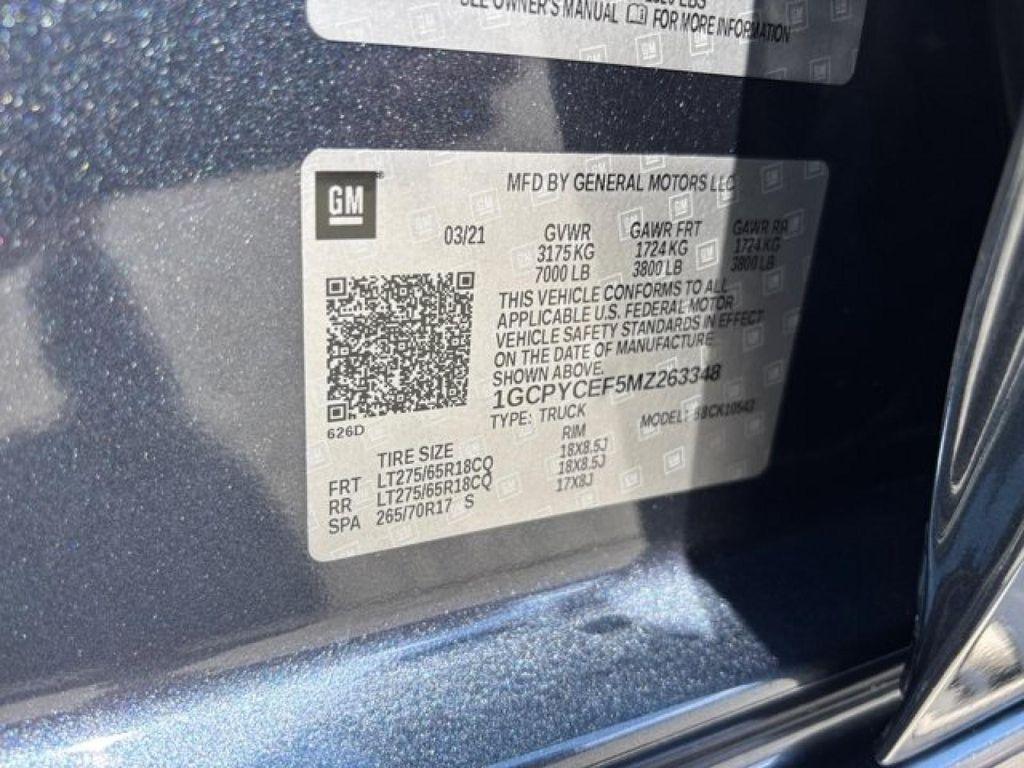 SEE OWNER'S MANUAL FOR MORE INFORMATION
GM
GM®
MFD BY GENERAL MOTORS LLC
03/21
GVWR GAWR FRT GAWR RR
3175 KG 1724 KG 1724 KG
7000 LB 3800 LB 3800 LB
THIS VEHICLE CONFORMS TO ALL
APPLICABLE U.S. FEDERAL MOTOR
VEHICLE SAFETY STANDARDS IN EFFECT
ON THE DATE OF MANUFACTURE
SHOWN ABOVE.
1GCPYCEF5MZ263348
TYPE: TRUCK MODEL:
626D
TIRE SIZE RIM
FRT LT275/65R18CQ 18X8.5J
RR LT275/65R18CQ 18X8.5J
SPA 265/70R17 S 17X8J